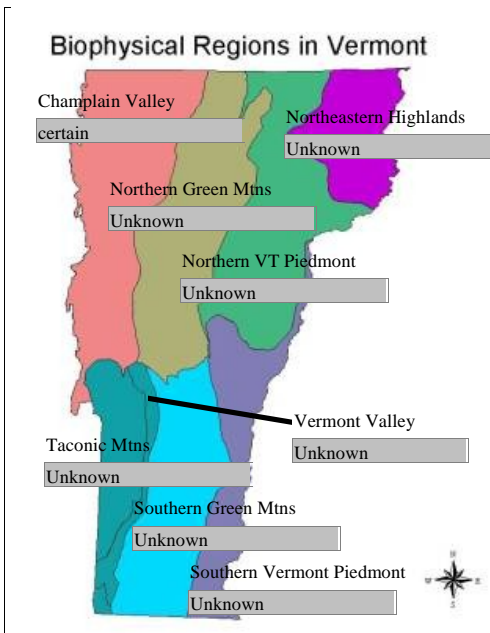 Biophysical Regions in Vermont
Champlain Valley
certain
Northeastern Highlands
Unknown
Northern Green Mtns
Unknown
Northern VT Piedmont
Unknown
Vermont Valley
Unknown
Taconic Mtns
Unknown
Southern Green Mtns
Unknown
Southern Vermont Piedmont
Unknown
N
W
E
S